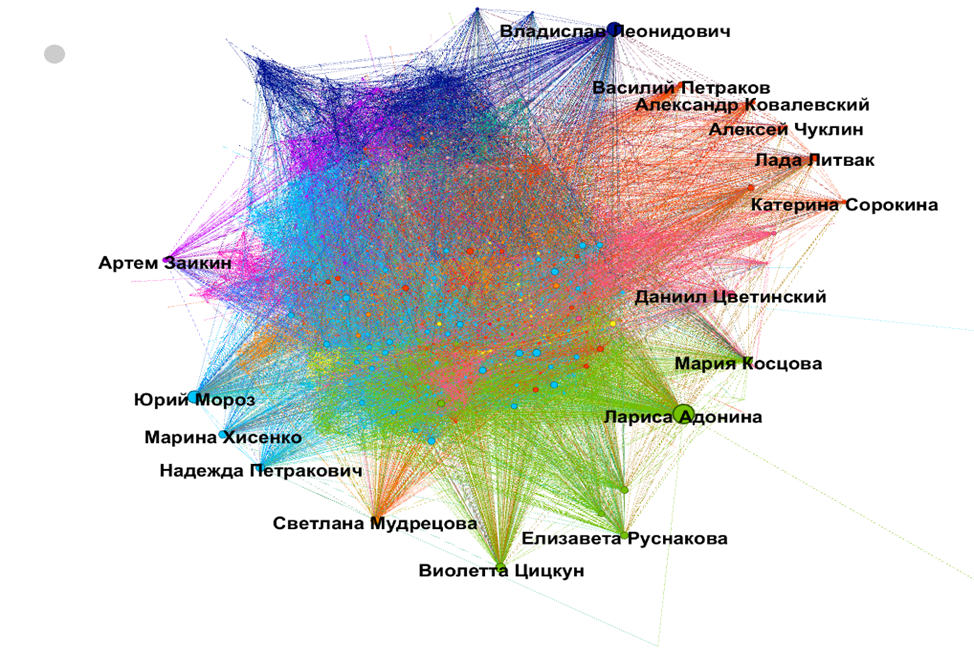 Владислав Леонидович
Василий Петраков
Александр Ковалевский
Алексей Чуклин
Лада Литвак
Катерина Сорокина
Артем Заикин
Даниил Цветинский
Мария Косцова
Юрий Мороз
Лариса Адонина
Марина Хисенко
Надежда Петракович
Светлана Мудрецова
Елизавета Руснакова
Виолетта Цицкун